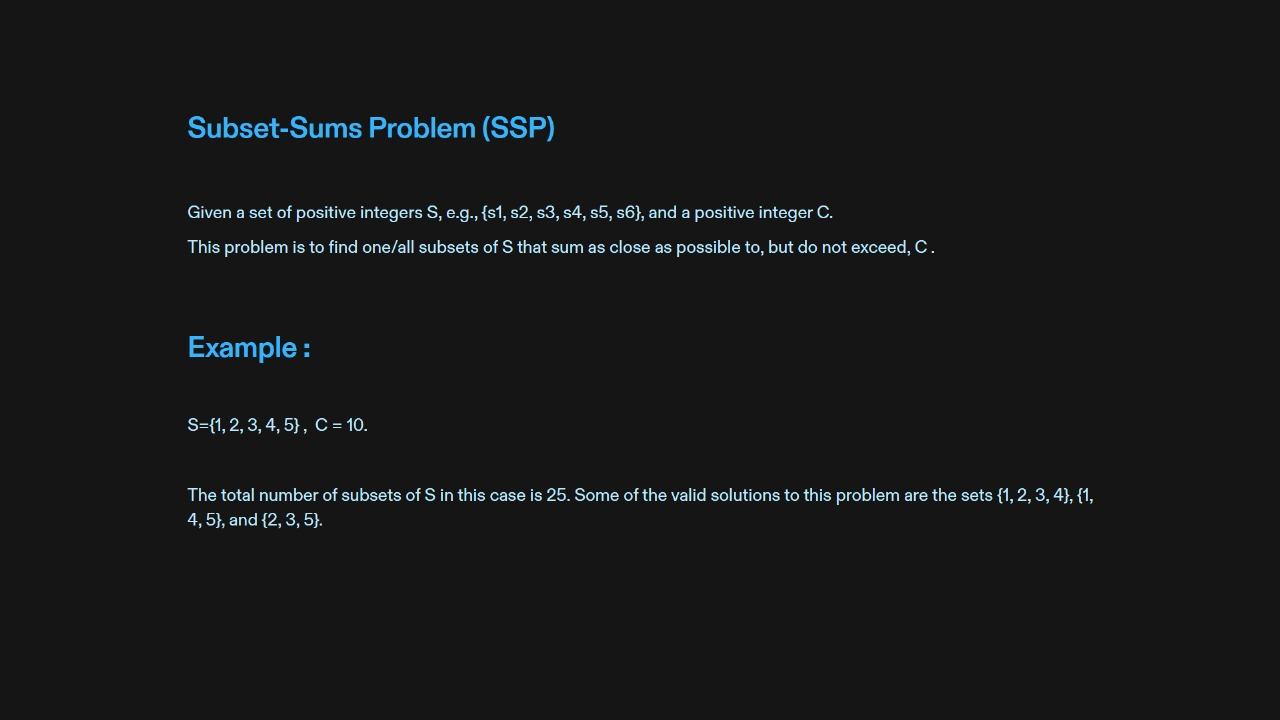 Subset-Sums Problem (SSP)
Given a set of positive integers S, e.g., {s1, s2, s3, s4, s5, s6}, and a positive integer C.
This problem is to find one/all subsets of S that sum as close as possible to, but do not exceed, C .
Example :
S={1, 2, 3, 4, 5} ,  C = 10.
The total number of subsets of S in this case is 25. Some of the valid solutions to this problem are the sets {1, 2, 3, 4}, {1,
4, 5}, and {2, 3, 5}.